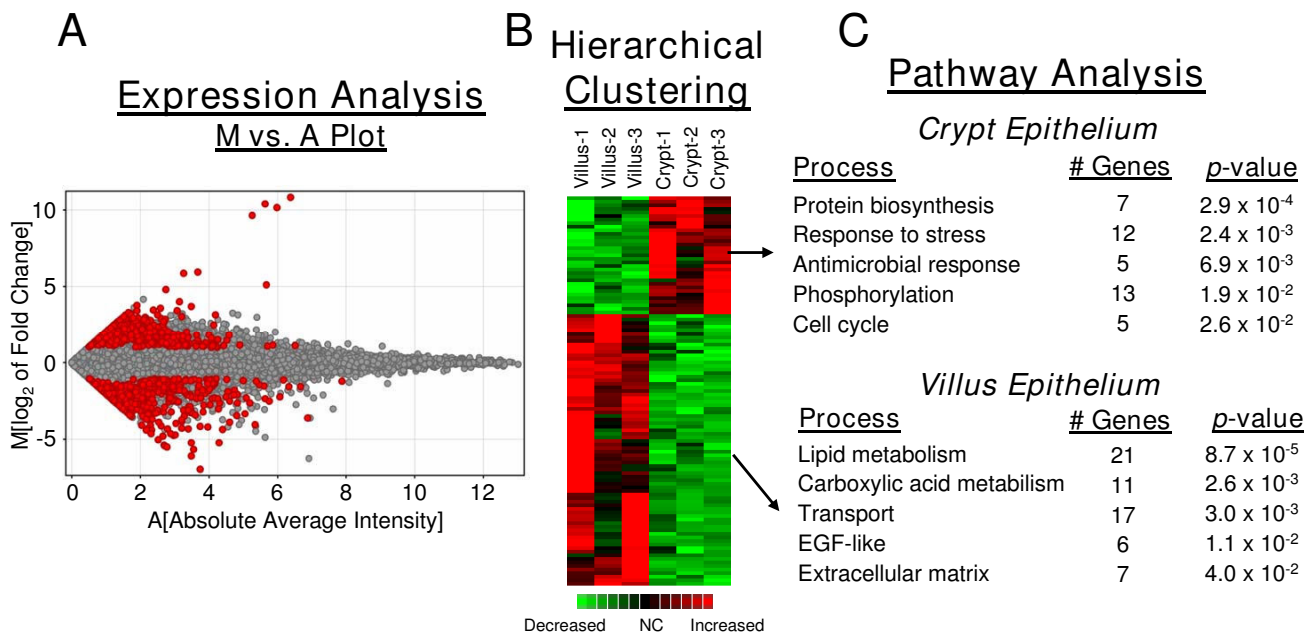 A
Expression Analysis
M vs. A Plot
M[log2 of Fold Change]
10
5
0
-5
0 2 4 6 8 10 12
A[Absolute Average Intensity]
B
Hierarchical
Clustering
Villus-1 Villus-2 Villus-3 Crypt-1 Crypt-2 Crypt-3
Decreased NC Increased
C
Pathway Analysis
Crypt Epithelium
Process # Genes p-value
Protein biosynthesis 7 2.9 x 10-4
Response to stress 12 2.4 x 10-3
Antimicrobial response 5 6.9 x 10-3
Phosphorylation 13 1.9 x 10-2
Cell cycle 5 2.6 x 10-2
Villus Epithelium
Process # Genes p-value
Lipid metabolism 21 8.7 x 10-5
Carboxylic acid metabilism 11 2.6 x 10-3
Transport 17 3.0 x 10-3
EGF-like 6 1.1 x 10-2
Extracellular matrix 7 4.0 x 10-2